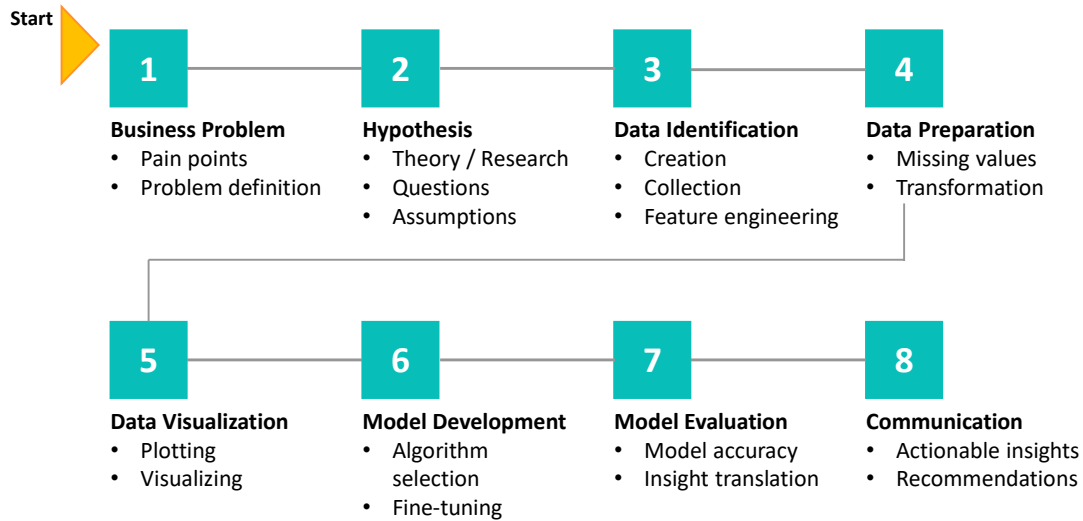 Start
1
Business Problem
• Pain points
• Problem definition
2
Hypothesis
• Theory / Research
• Questions
• Assumptions
3
Data Identification
• Creation
• Collection
• Feature engineering
4
Data Preparation
• Missing values
• Transformation
5
Data Visualization
• Plotting
• Visualizing
6
Model Development
• Algorithm
selection
• Fine-tuning
7
Model Evaluation
• Model accuracy
• Insight translation
8
Communication
• Actionable insights
• Recommendations